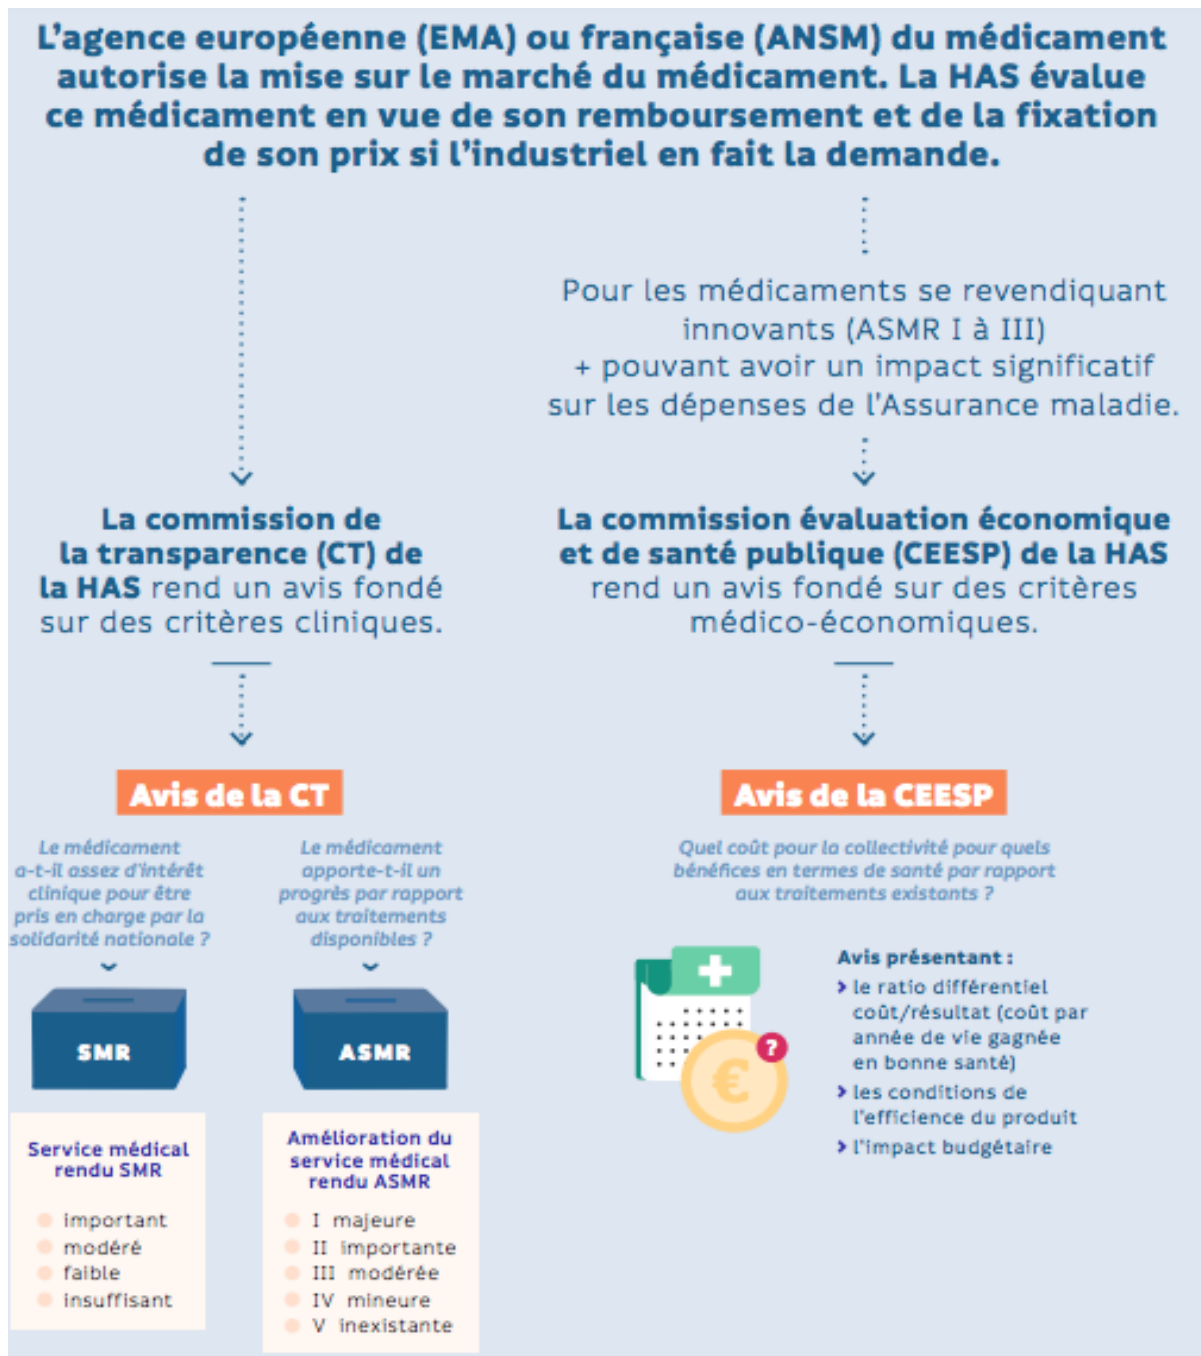 L'agence européenne (EMA) ou française (ANSM) du médicament
autorise la mise sur le marché du médicament. La HAS évalue
ce médicament en vue de son remboursement et de la fixation
de son prix si l'industriel en fait la demande.
Pour les médicaments se revendiquant
innovants (ASMR I à III)
+ pouvant avoir un impact significatif
sur les dépenses de l'Assurance maladie.
La commission de
la transparence (CT) de
la HAS rend un avis fondé
sur des critères cliniques.
La commission évaluation économique
et de santé publique (CEESP) de la HAS
rend un avis fondé sur des critères
médico-économiques.
Avis de la CT
Le médicament
a-t-il assez d'intérêt
clinique pour être
pris en charge par la
solidarité nationale ?
SMR
Service médical
rendu SMR
important
modéré
faible
insuffisant
Le médicament
apporte-t-il un
progrès par rapport
aux traitements
disponibles ?
ASMR
Amélioration du
service médical
rendu ASMR
I majeure
II importante
III modérée
IV mineure
V inexistante
Avis de la CEESP
Quel coût pour la collectivité pour quels
bénéfices en termes de santé par rapport
aux traitements existants ?
€
?
Avis présentant :
le ratio différentiel
coût/résultat (coût par
année de vie gagnée
en bonne santé)
les conditions de
l'efficience du produit
l'impact budgétaire